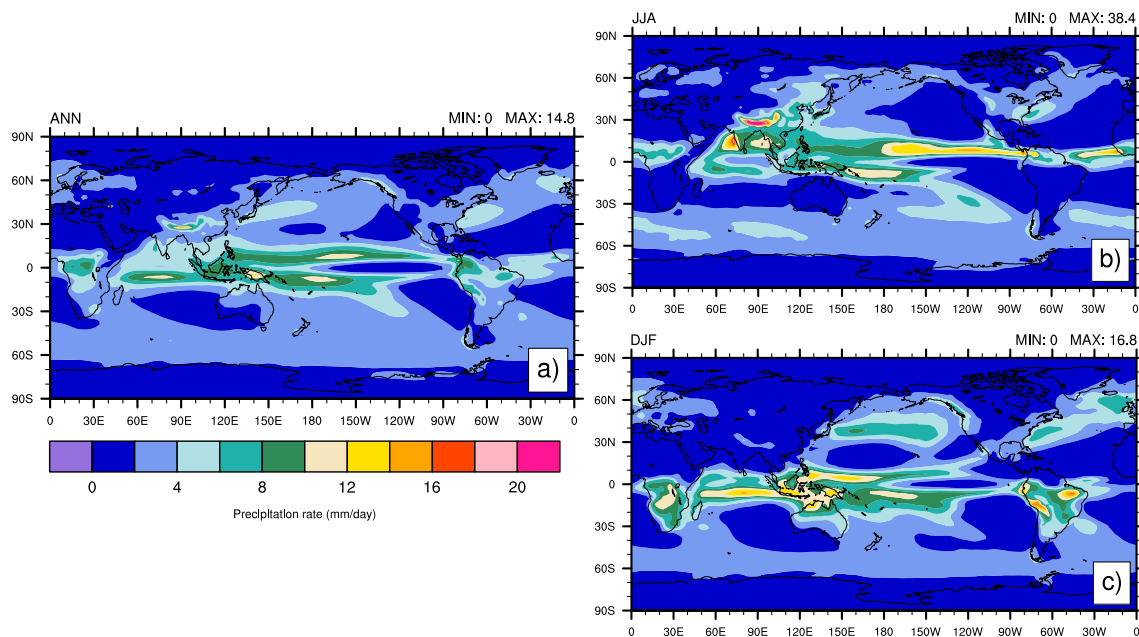 ANN MIN: 0 MAX: 14.8
90N
60N
30N
0
30S
60S
90S
0 30E 60E 90E 120E 150E 180 150W 120W 90W 60W 30W 0
a)
0 4 8 12 16 20
Precipitation rate (mm/day)
JJA MIN: 0 MAX: 38.4
90N
60N
30N
0
30S
60S
90S
0 30E 60E 90E 120E 150E 180 150W 120W 90W 60W 30W 0
b)
DJF MIN: 0 MAX: 16.8
90N
60N
30N
0
30S
60S
90S
0 30E 60E 90E 120E 150E 180 150W 120W 90W 60W 30W 0
c)